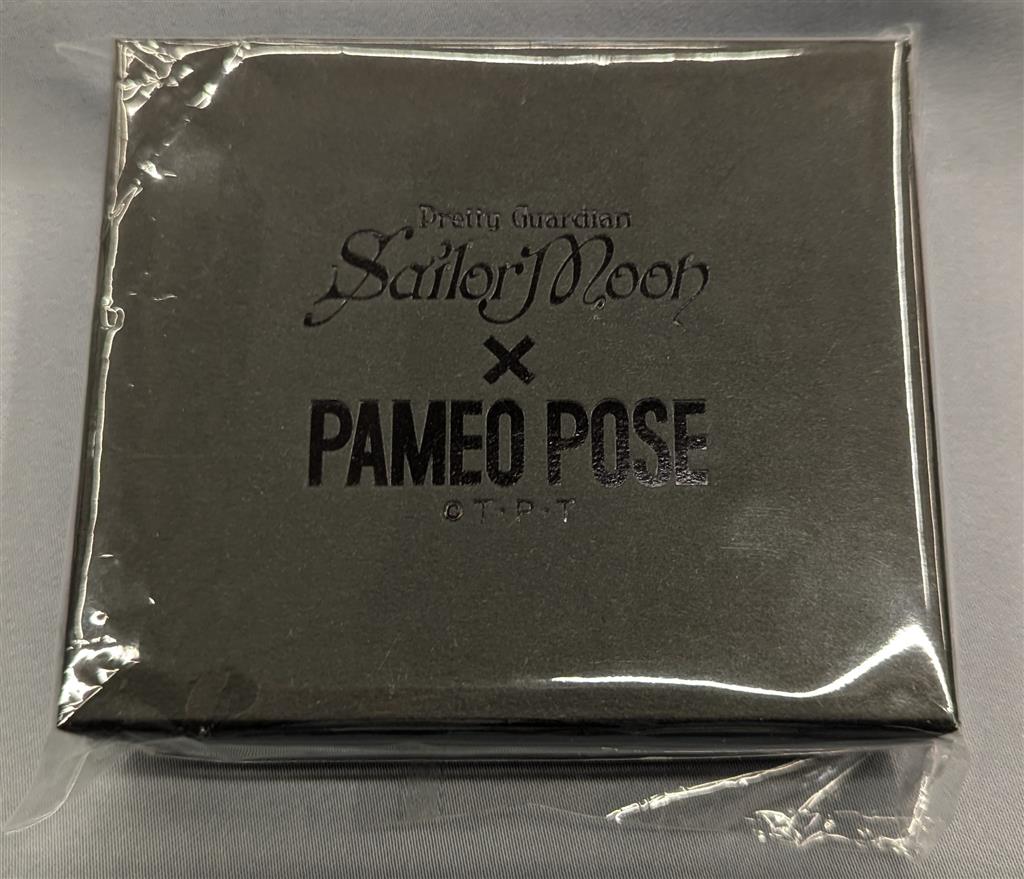 Pretty Guardian
Sailor Moon
×
PAMEO POSE
©T・P・T